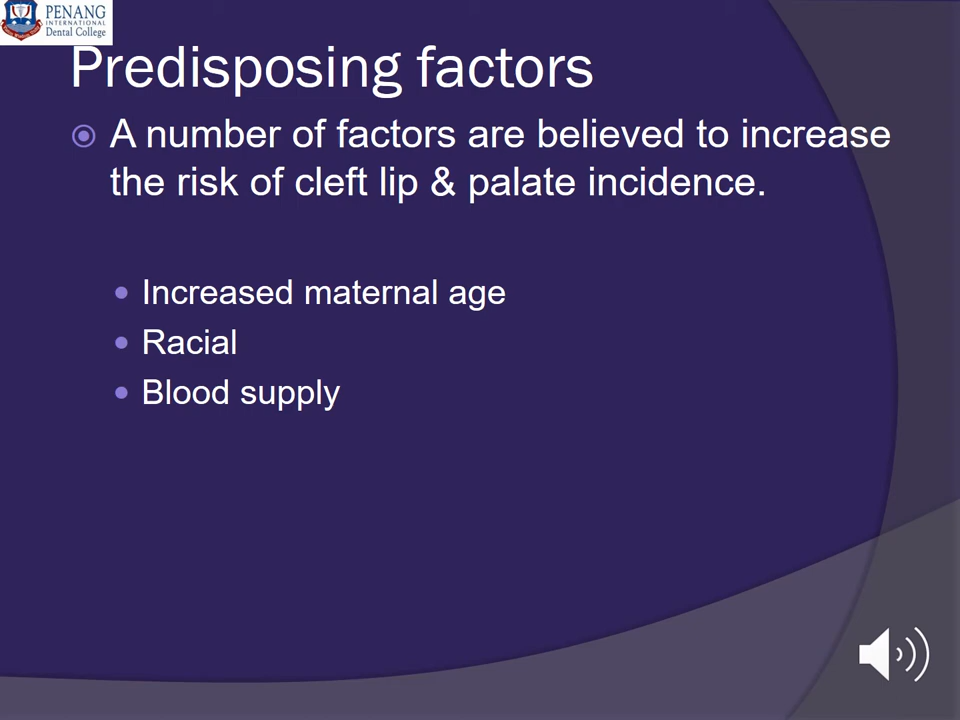 PENANG
INTERNATIONAL
Dental College
Predisposing factors
A number of factors are believed to increase
the risk of cleft lip & palate incidence.
Increased maternal age
Racial
Blood supply